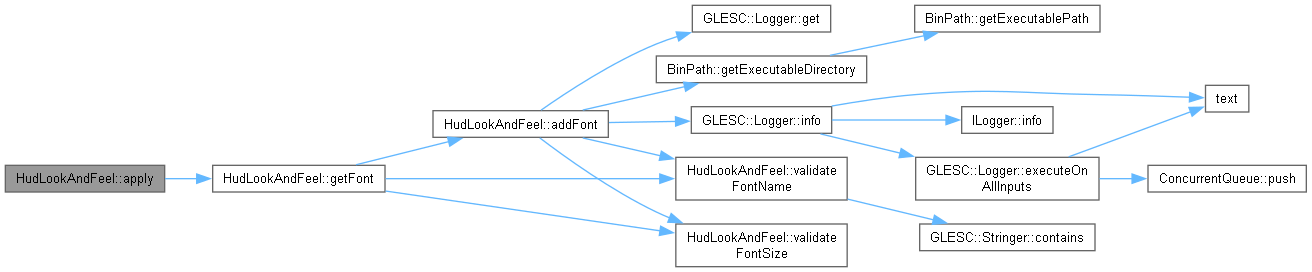 HudLookAndFeel::apply
HudLookAndFeel::getFont
HudLookAndFeel::addFont
GLESC::Logger::get
BinPath::getExecutableDirectory
BinPath::getExecutablePath
GLESC::Logger::info
HudLookAndFeel::validate
FontName
HudLookAndFeel::validate
FontSize
ILogger::info
GLESC::Logger::executeOn
AllInputs
GLESC::Stringer::contains
text
ConcurrentQueue::push